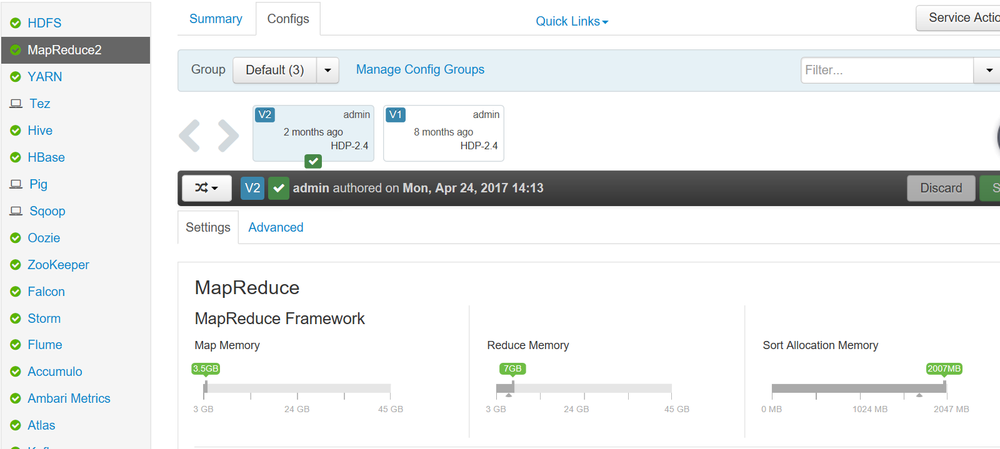 HDFS
MapReduce2
YARN
Tez
Hive
HBase
Pig
Sqoop
Oozie
ZooKeeper
Falcon
Storm
Flume
Accumulo
Ambari Metrics
Atlas
Summary
Configs
Quick Links
Service Actio
Group
Default (3)
Manage Config Groups
Filter...
V2 admin
2 months ago
HDP-2.4
V1 admin
8 months ago
HDP-2.4
V2 admin authored on Mon, Apr 24, 2017 14:13
Discard
S
Settings
Advanced
MapReduce
MapReduce Framework
Map Memory
3.5GB
3 GB 24 GB 45 GB
Reduce Memory
7GB
3 GB 24 GB 45 GB
Sort Allocation Memory
2007MB
0 MB 1024 MB 2047 MB